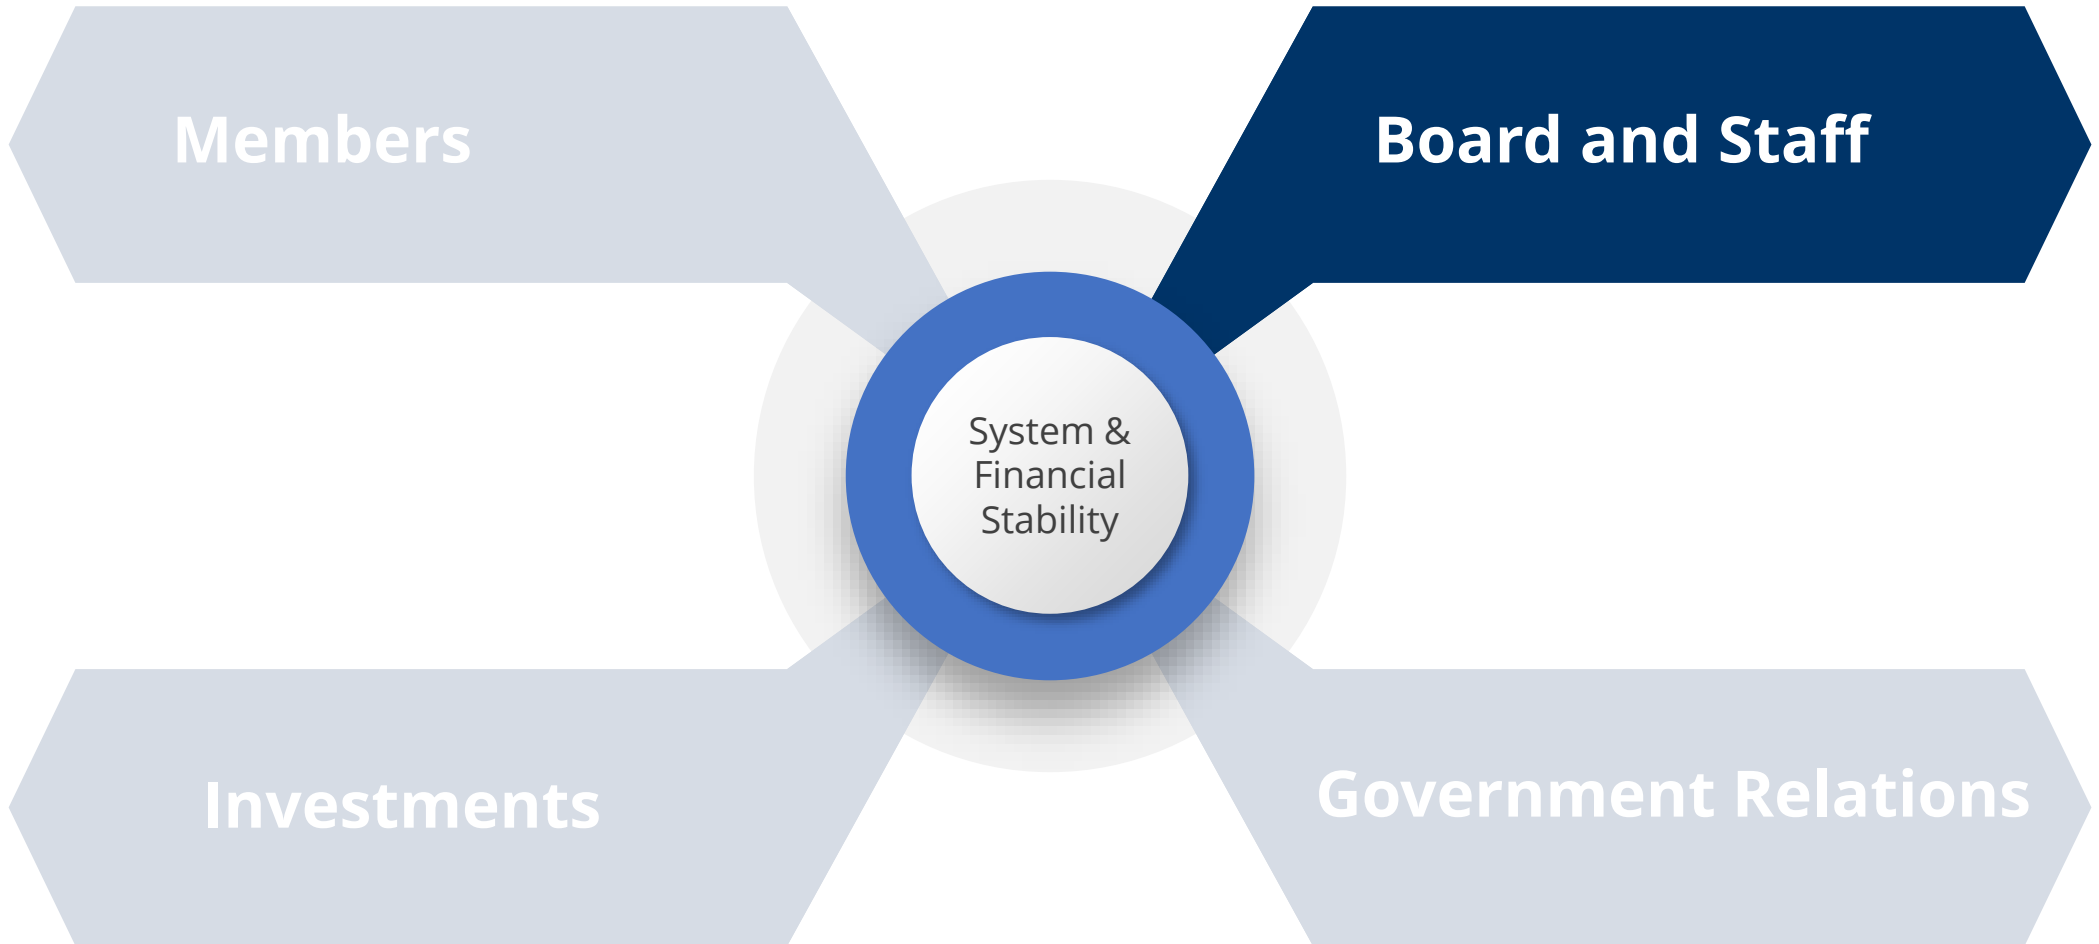 Members
Board and Staff
System &
Financial
Stability
Investments
Government Relations